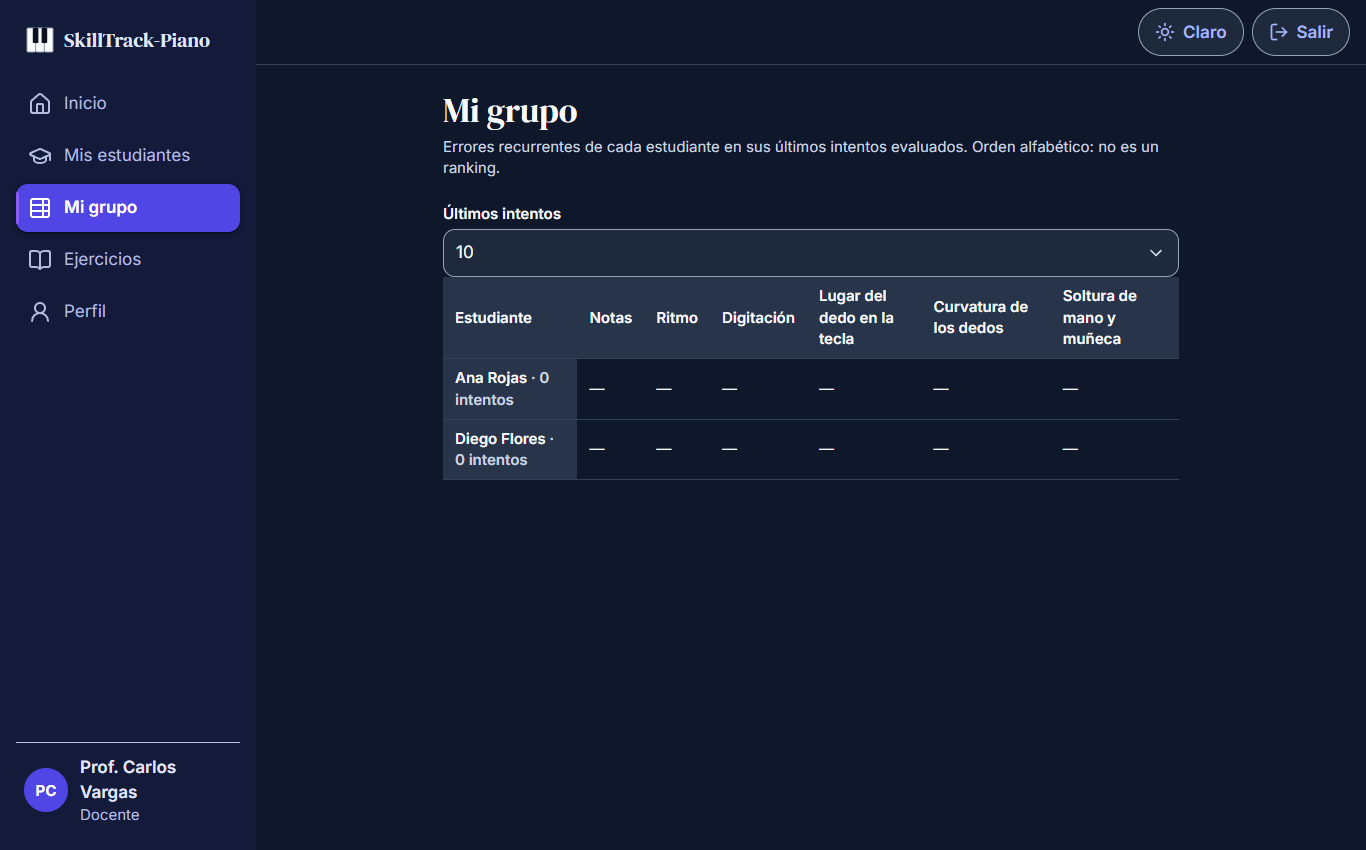 SkillTrack-Piano
Claro
Salir
Inicio
Mis estudiantes
Mi grupo
Ejercicios
Perfil
Mi grupo
Errores recurrentes de cada estudiante en sus últimos intentos evaluados. Orden alfabético: no es un
ranking.
Últimos intentos
10
Estudiante Notas Ritmo Digitación Lugar del dedo en la tecla Curvatura de los dedos Soltura de mano y muñeca
Ana Rojas · 0 intentos — — — — — —
Diego Flores · 0 intentos — — — — — —
PC
Prof. Carlos
Vargas
Docente